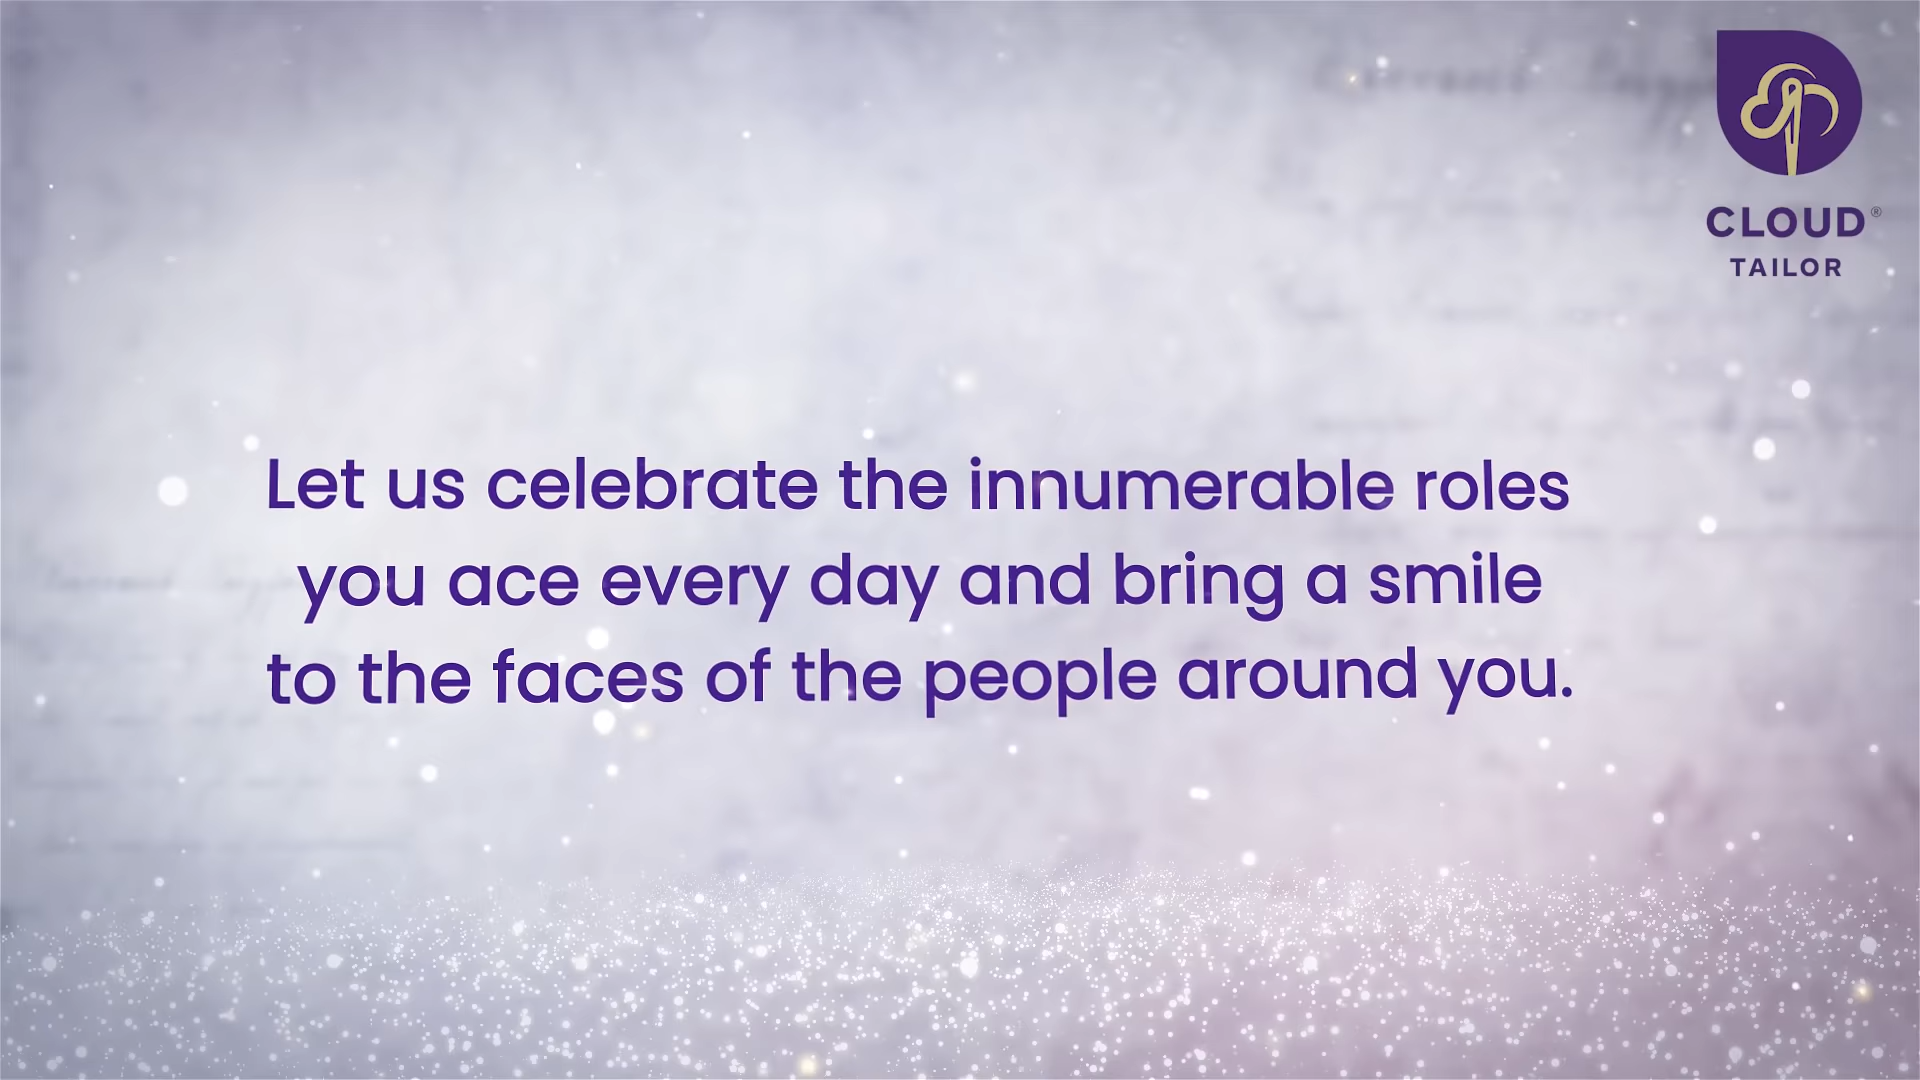 CLOUD®
TAILOR
Let us celebrate the innumerable roles
you ace every day and bring a smile
to the faces of the people around you.